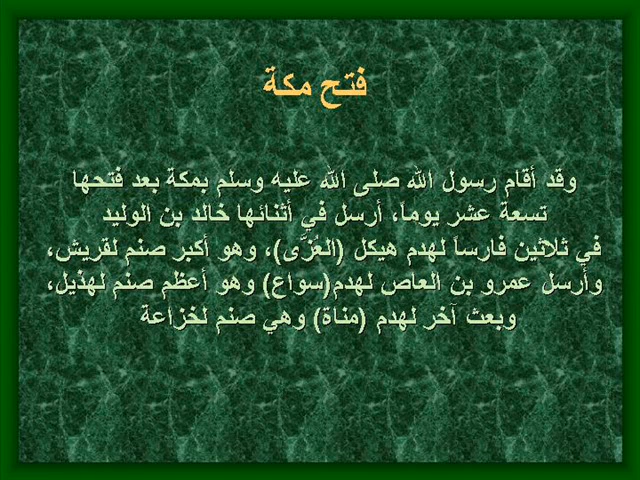 فتح مكة
وقد أقام رسول الله صلى الله عليه وسلم بمكة بعد فتحها
تسعة عشر يوماً، أرسل في أثنائها خالد بن الوليد
في ثلاثين فارساً لهدم هيكل (العُزَّى)، وهو أكبر صنم لقريش،
وأرسل عمرو بن العاص لهدم(سواع) وهو أعظم صنم لهذيل،
وبعث آخر لهدم (مناة) وهي صنم لخزاعة